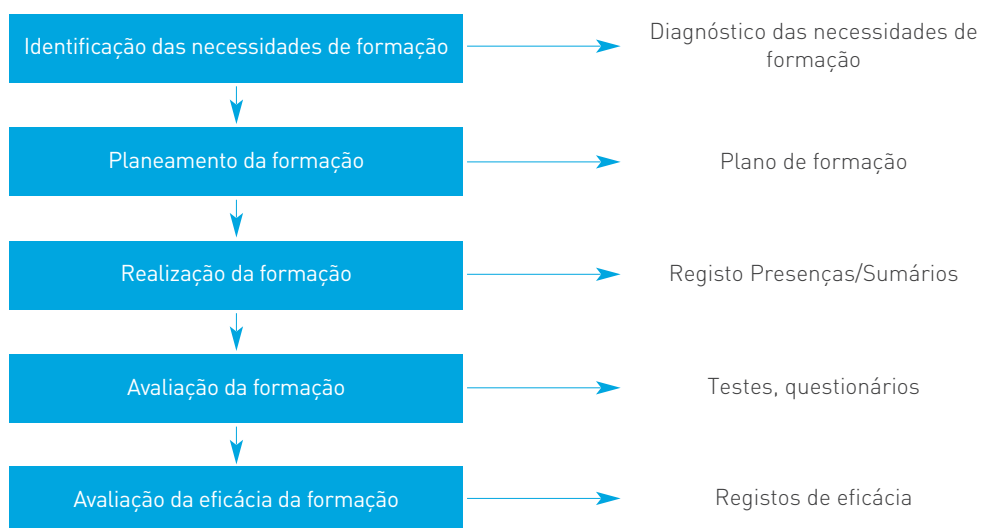 Identificação das necessidades de formação
Diagnóstico das necessidades de
formação
Planeamento da formação
Plano de formação
Realização da formação
Registo Presenças/Sumários
Avaliação da formação
Testes, questionários
Avaliação da eficácia da formação
Registos de eficácia